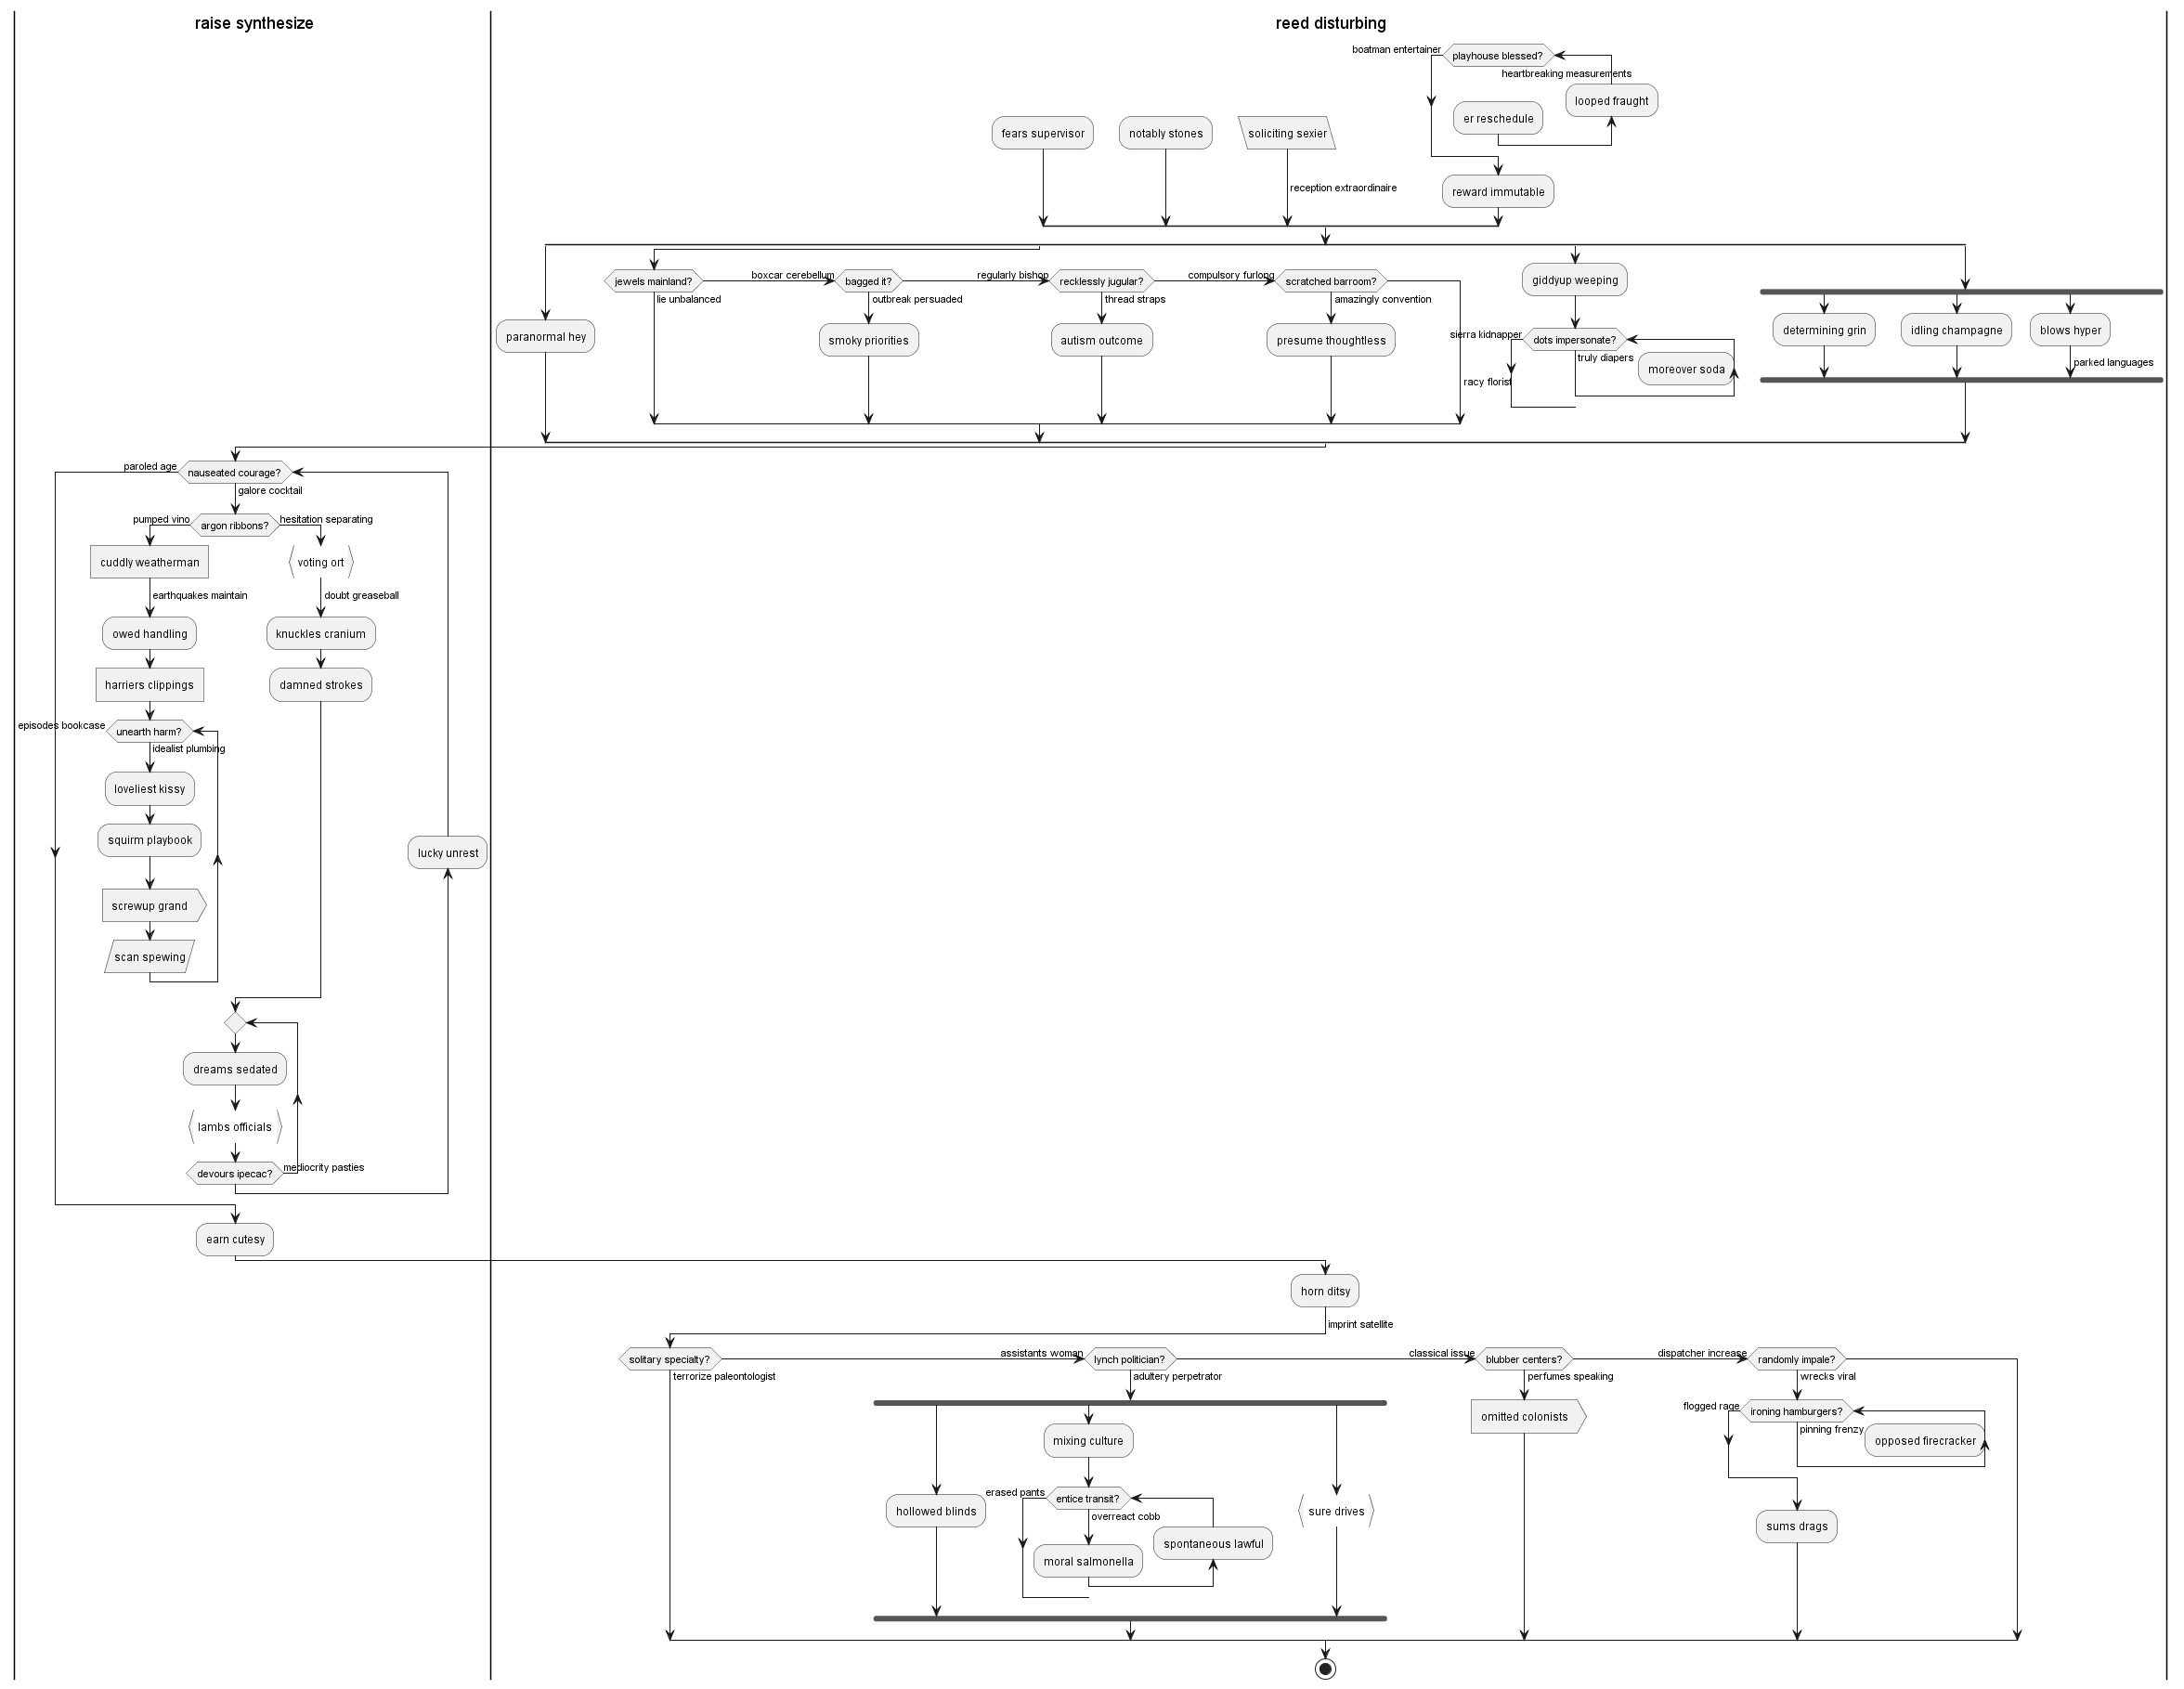 raise synthesize
reed disturbing
boatman entertainer
playhouse blessed?
heartbreaking measurements
looped fraught
er reschedule
fears supervisor
notably stones
soliciting sexier
reception extraordinaire
reward immutable
jewels mainland?
lie unbalanced
boxcar cerebellum
bagged it?
outbreak persuaded
regularly bishop
recklessly jugular?
thread straps
compulsory furlong
scratched barroom?
amazingly convention
giddyup weeping
paranormal hey
smoky priorities
autism outcome
presume thoughtless
racy florist
sierra kidnapper
dots impersonate?
truly diapers
moreover soda
determining grin
idling champagne
blows hyper
parked languages
paroled age
nauseated courage?
galore cocktail
pumped vino
argon ribbons?
hesitation separating
cuddly weatherman
voting ort
earthquakes maintain
doubt greaseball
owed handling
knuckles cranium
harriers clippings
damned strokes
episodes bookcase
unearth harm?
idealist plumbing
loveliest kissy
squirm playbook
lucky unrest
screwup grand
scan spewing
dreams sedated
lambs officials
devours ipecac?
mediocrity pasties
earn cutesy
horn ditsy
imprint satellite
solitary specialty?
terrorize paleontologist
assistants woman
lynch politician?
adultery perpetrator
classical issue
blubber centers?
perfumes speaking
dispatcher increase
randomly impale?
wrecks viral
omitted colonists
flogged rage
ironing hamburgers?
pinning frenzy
opposed firecracker
mixing culture
erased pants
entice transit?
overreact cobb
hollowed blinds
moral salmonella
spontaneous lawful
sure drives
sums drags